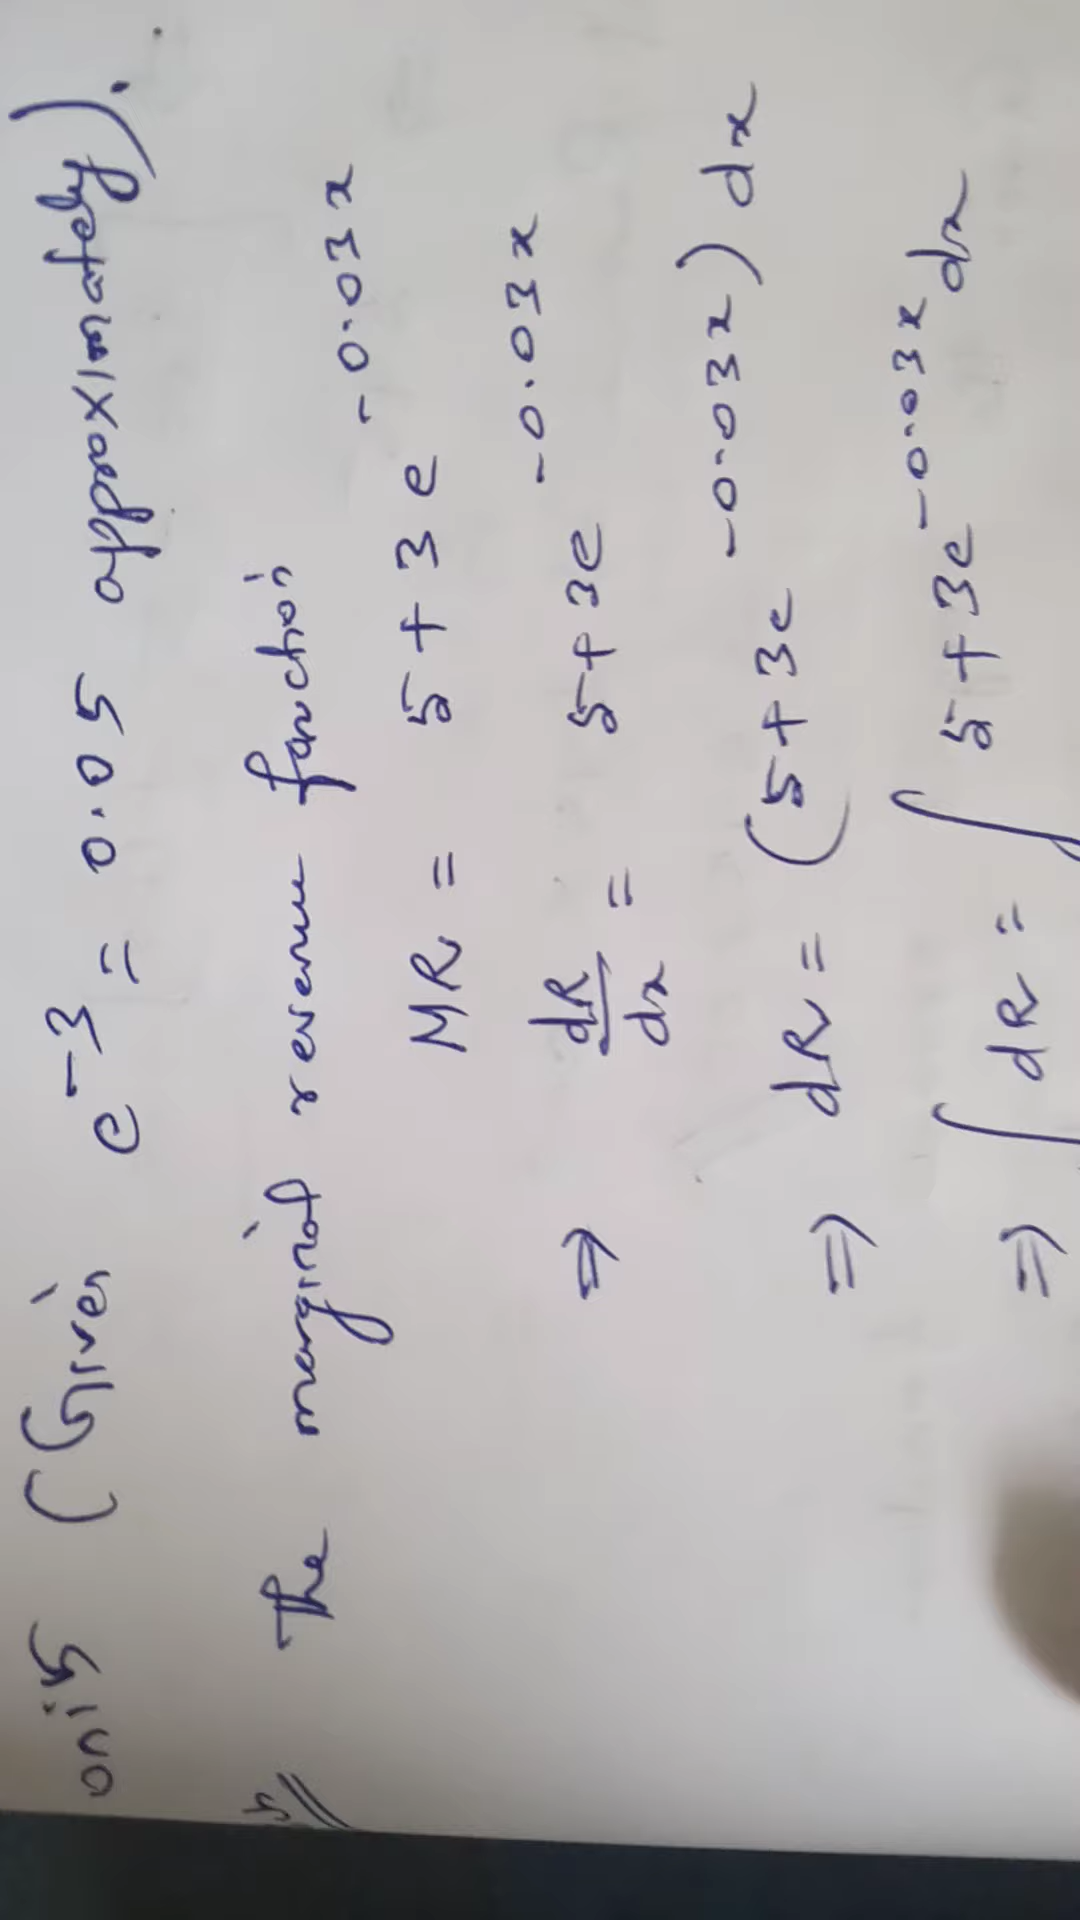 units (Given e^-3 = 0.05 approximately).
The marginal revenue function
MR = 5 + 3e^-0.03x
⇒ dR/dx = 5 + 3e^-0.03x
⇒ dR = (5 + 3e^-0.03x) dx
⇒ ∫ dR = ∫ 5 + 3e^-0.03x dx